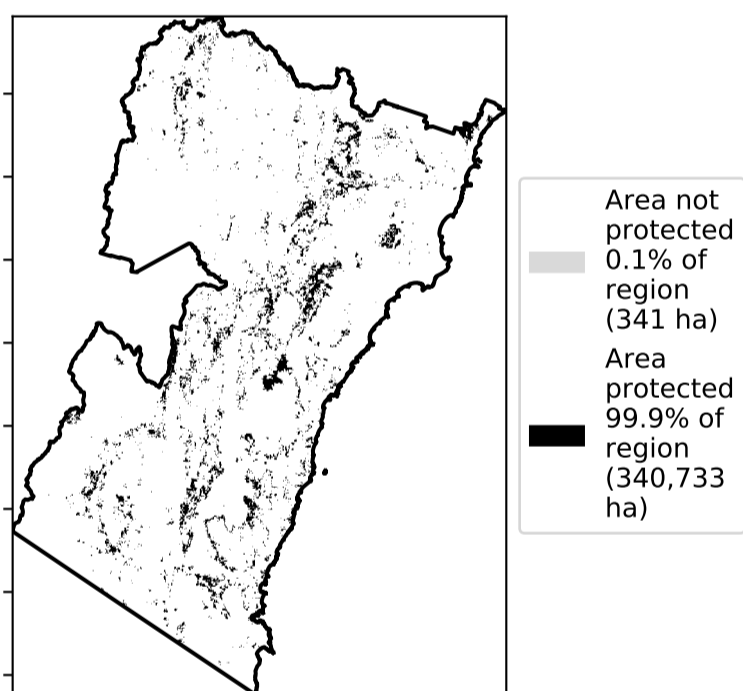 Area not
protected
0.1% of
region
(341 ha)
Area
protected
99.9% of
region
(340,733
ha)